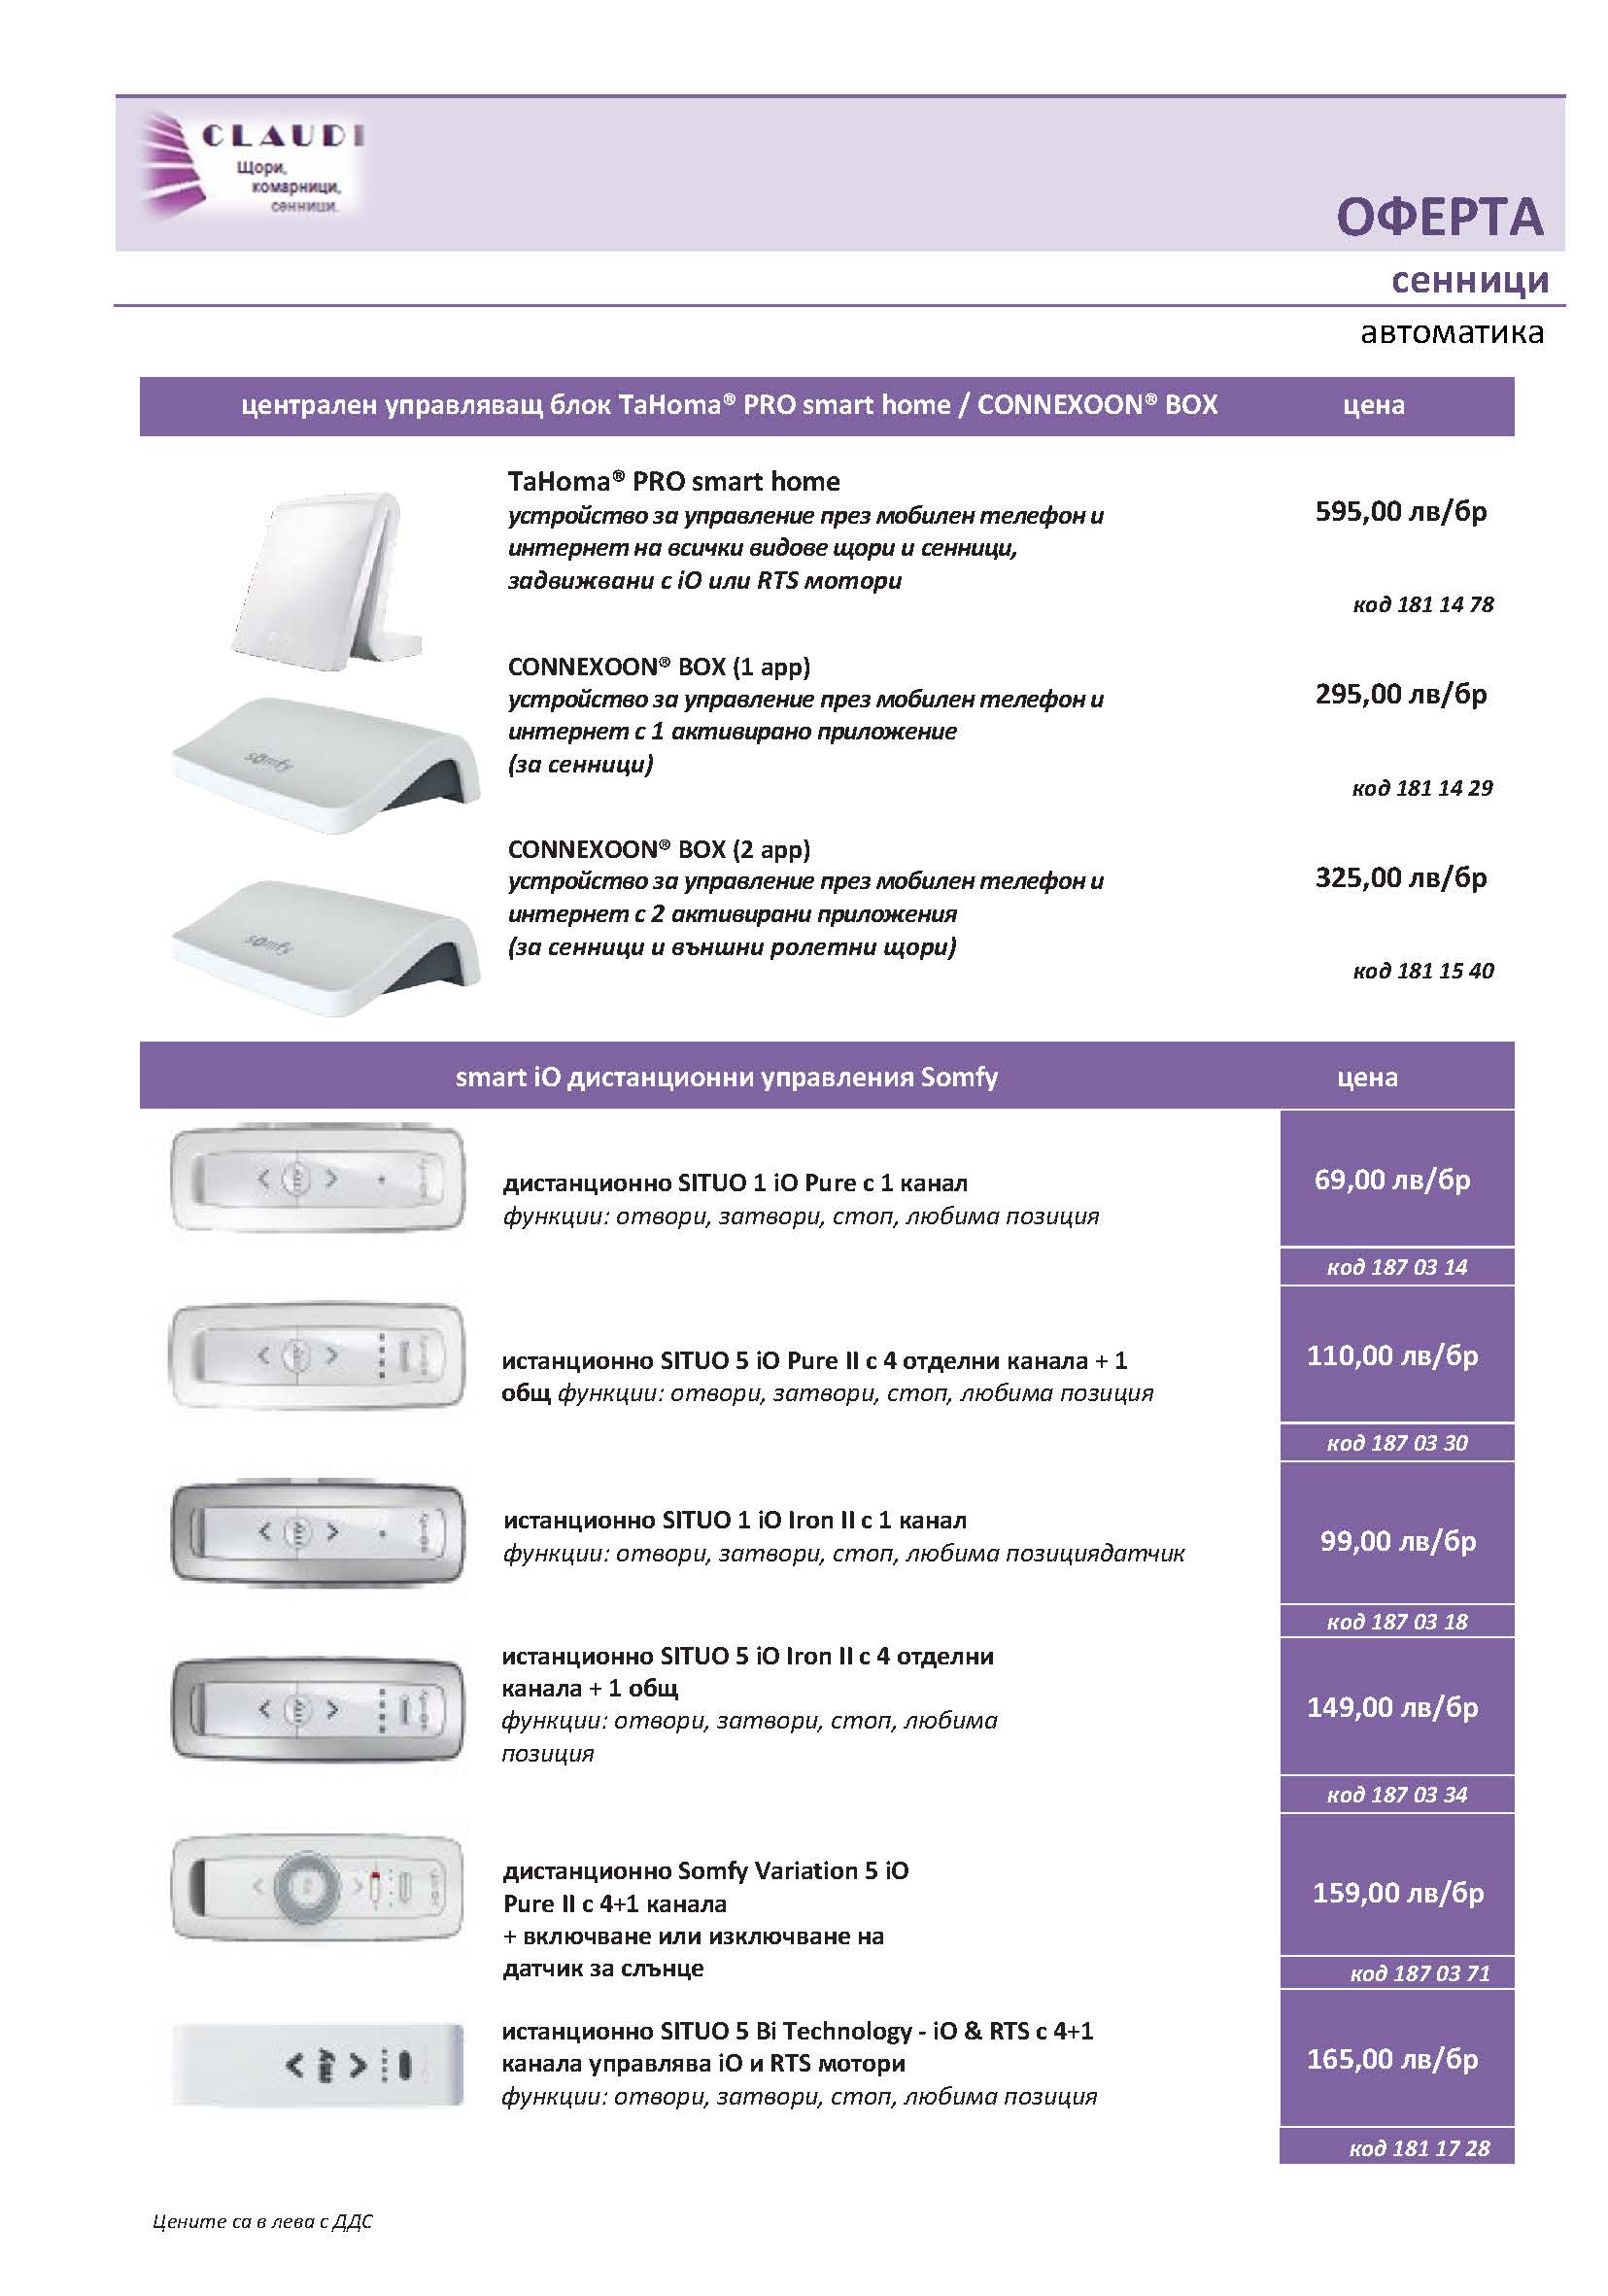 CLAUDI
Щори,
комарници,
сенници.
ОФЕРТА
сенници
автоматика
централен управляващ блок TaHoma® PRO smart home / CONNEXOON® BOX цена
TaHoma® PRO smart home
устройство за управление през мобилен телефон и
интернет на всички видове щори и сенници,
задвижвани с iO или RTS мотори
595,00 лв/бр
код 181 14 78
CONNEXOON® BOX (1 app)
устройство за управление през мобилен телефон и
интернет с 1 активирано приложение
(за сенници)
295,00 лв/бр
код 181 14 29
somfy
CONNEXOON® BOX (2 app)
устройство за управление през мобилен телефон и
интернет с 2 активирани приложения
(за сенници и външни ролетни щори)
325,00 лв/бр
код 181 15 40
somfy
smart iO дистанционни управления Somfy цена
дистанционно SITUO 1 iO Pure с 1 канал
функции: отвори, затвори, стоп, любима позиция
69,00 лв/бр
код 187 03 14
истанционно SITUO 5 iO Pure II с 4 отделни канала + 1
общ функции: отвори, затвори, стоп, любима позиция
110,00 лв/бр
код 187 03 30
истанционно SITUO 1 iO Iron II с 1 канал
функции: отвори, затвори, стоп, любима позициядатчик
99,00 лв/бр
код 187 03 18
истанционно SITUO 5 iO Iron II с 4 отделни
канала + 1 общ
функции: отвори, затвори, стоп, любима
позиция
149,00 лв/бр
код 187 03 34
дистанционно Somfy Variation 5 iO
Pure II с 4+1 канала
+ включване или изключване на
датчик за слънце
159,00 лв/бр
код 187 03 71
my
истанционно SITUO 5 Bi Technology - iO & RTS с 4+1
канала управлява iO и RTS мотори
функции: отвори, затвори, стоп, любима позиция
165,00 лв/бр
код 181 17 28
Цените са в лева с ДДС